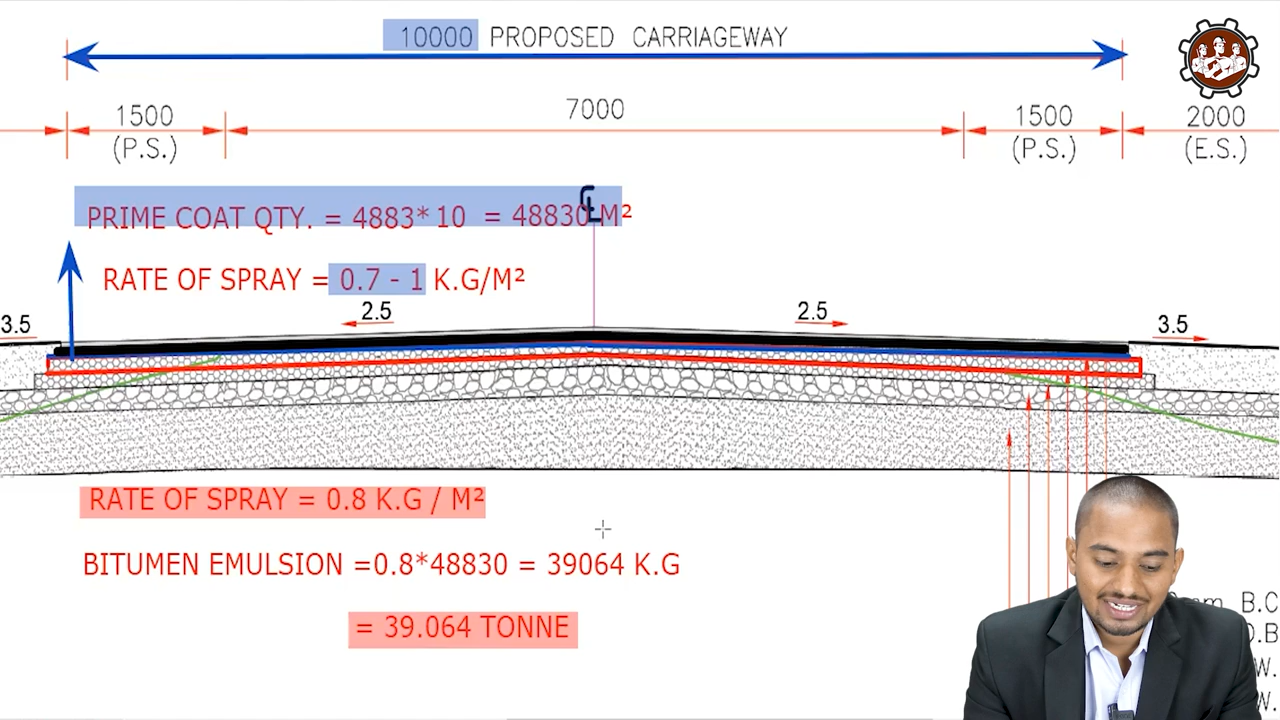 10000 PROPOSED CARRIAGEWAY
1500 7000 1500 2000
(P.S.) (P.S.) (E.S.)
PRIME COAT QTY. = 4883*10 = 48830 M²
RATE OF SPRAY = 0.7 - 1 K.G/M²
3.5 2.5 2.5 3.5
RATE OF SPRAY = 0.8 K.G / M²
BITUMEN EMULSION =0.8*48830 = 39064 K.G
= 39.064 TONNE
B.C